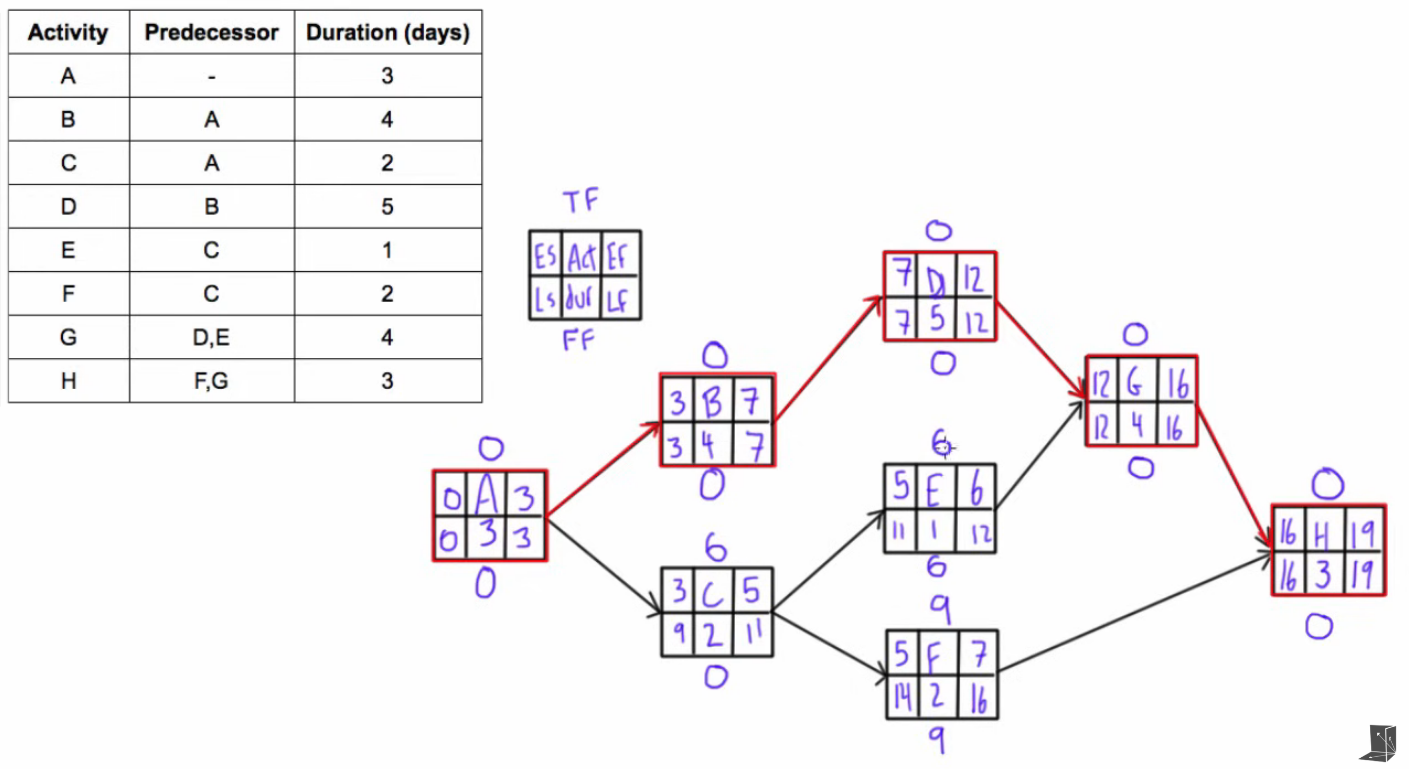 Activity Predecessor Duration (days)
A - 3
B A 4
C A 2
D B 5
E C 1
F C 2
G D,E 4
H F,G 3
TF
Es Act Ef
Ls dur Lf
FF
0
7 D 12
7 5 12
0
0
3 B 7
3 4 7
0
0
12 G 16
12 4 16
0
0
0 A 3
0 3 3
0
6
5 E 6
11 1 12
6
6
3 C 5
9 2 11
0
9
5 F 7
14 2 16
9
0
16 H 19
16 3 19
0